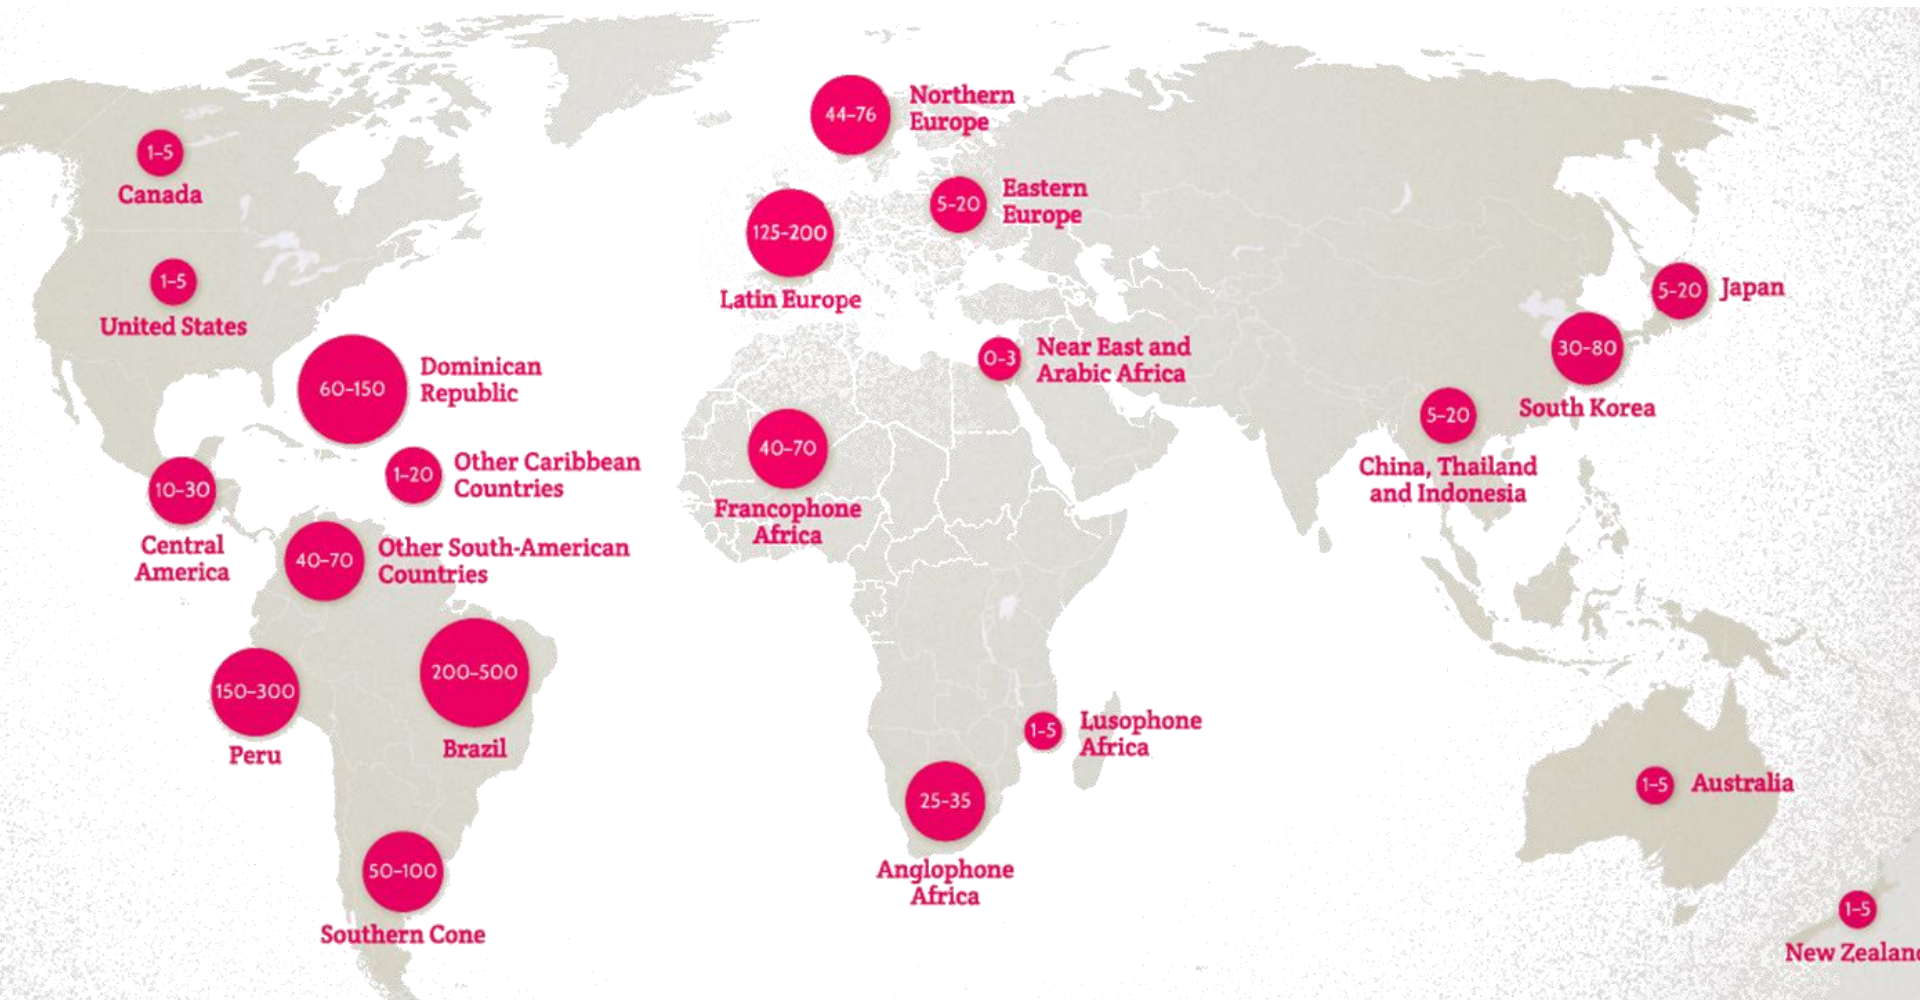 44–76
Northern
Europe
1–5
Canada
5–20
Eastern
Europe
125–200
Latin Europe
1–5
United States
5–20
Japan
30–80
South Korea
0–3
Near East and
Arabic Africa
60–150
Dominican
Republic
5–20
China, Thailand
and Indonesia
40–70
Francophone
Africa
1–20
Other Caribbean
Countries
10–30
Central
America
40–70
Other South-American
Countries
200–500
Brazil
150–300
Peru
1–5
Lusophone
Africa
25–35
Anglophone
Africa
1–5
Australia
50–100
Southern Cone
1–5
New Zealand